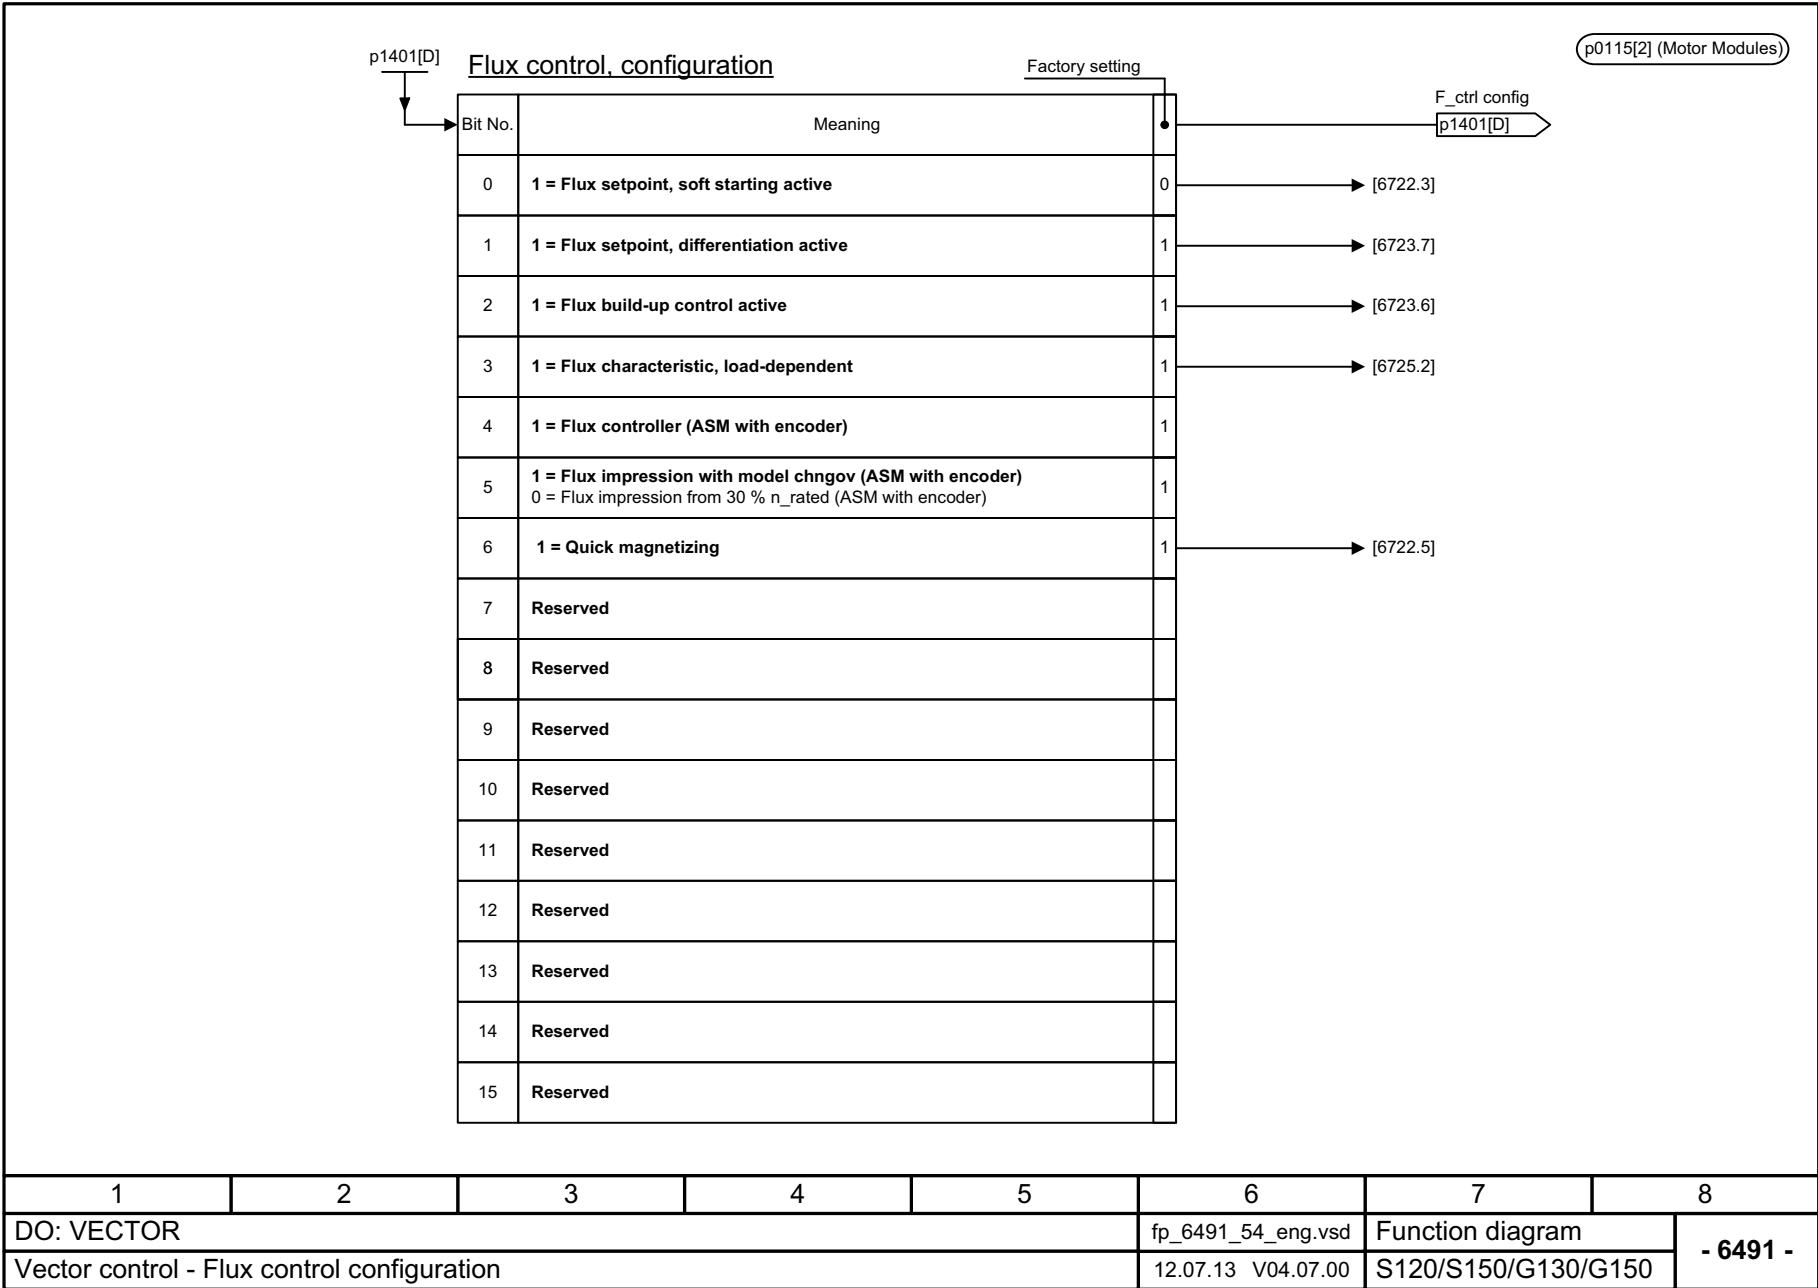 p0115[2] (Motor Modules)
p1401[D]
Flux control, configuration
Factory setting
F_ctrl config
p1401[D]
Bit No. Meaning
0 1 = Flux setpoint, soft starting active 0 [6722.3]
1 1 = Flux setpoint, differentiation active 1 [6723.7]
2 1 = Flux build-up control active 1 [6723.6]
3 1 = Flux characteristic, load-dependent 1 [6725.2]
4 1 = Flux controller (ASM with encoder) 1
5 1 = Flux impression with model chngov (ASM with encoder) 1
0 = Flux impression from 30 % n_rated (ASM with encoder)
6 1 = Quick magnetizing 1 [6722.5]
7 Reserved
8 Reserved
9 Reserved
10 Reserved
11 Reserved
12 Reserved
13 Reserved
14 Reserved
15 Reserved
1 2 3 4 5 6 7 8
DO: VECTOR fp_6491_54_eng.vsd Function diagram
- 6491 -
Vector control - Flux control configuration 12.07.13 V04.07.00 S120/S150/G130/G150